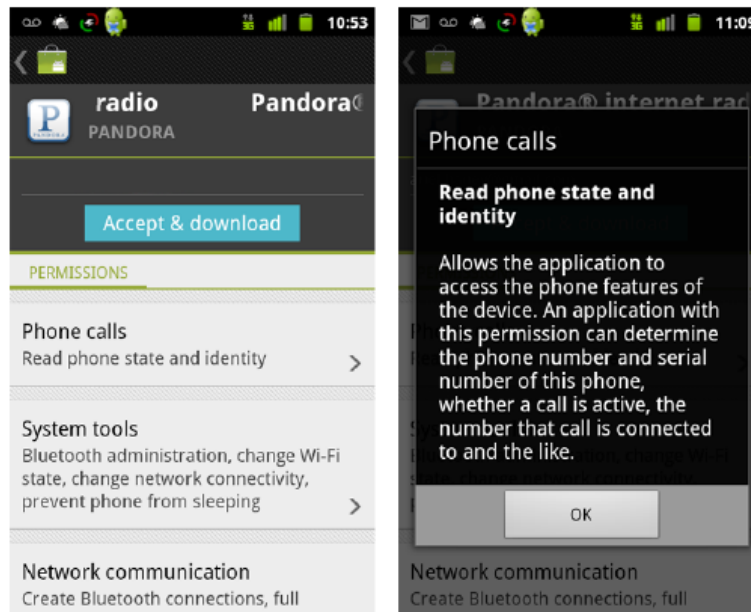 3G 10:53
radio Pandora®
P
PANDORA
PANDORA
Accept & download
PERMISSIONS
Phone calls
Read phone state and identity
System tools
Bluetooth administration, change Wi-Fi
state, change network connectivity,
prevent phone from sleeping
Network communication
Create Bluetooth connections, full
3G 11:09
Pandora® internet rad
Phone calls
Read phone state and
identity
Allows the application to
access the phone features of
the device. An application with
this permission can determine
the phone number and serial
number of this phone,
whether a call is active, the
number that call is connected
to and the like.
OK
Network communication
Create Bluetooth connections, full